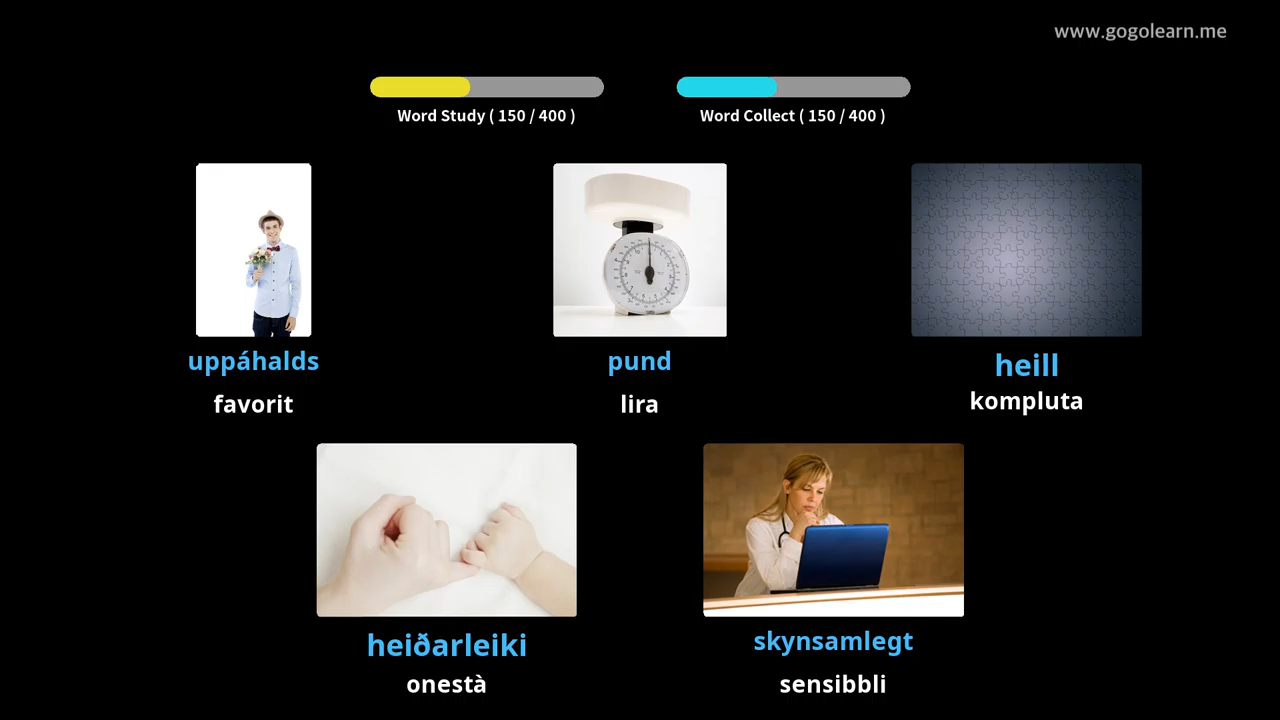 www.gogolearn.me
Word Study ( 150 / 400 )
Word Collect ( 150 / 400 )
uppáhalds
favorit
pund
lira
heill
kompluta
heiðarleiki
onestà
skynsamlegt
sensibbli